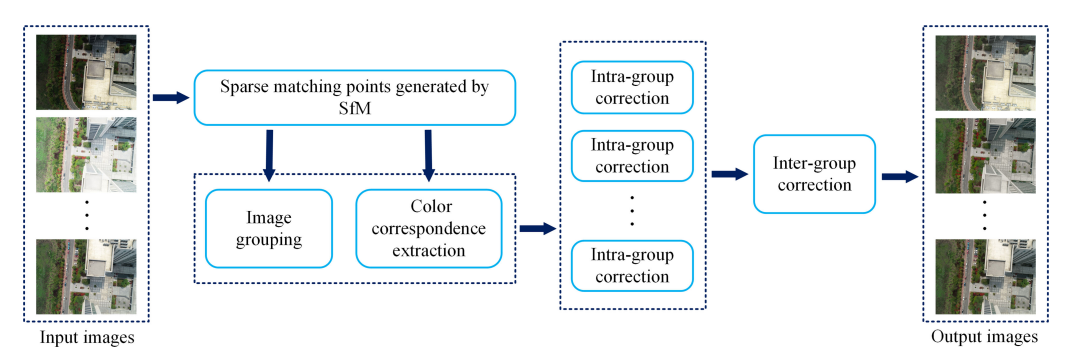 Sparse matching points generated by
SfM
Image
grouping
Color
correspondence
extraction
Intra-group
correction
Intra-group
correction
Intra-group
correction
Inter-group
correction
Input images
Output images